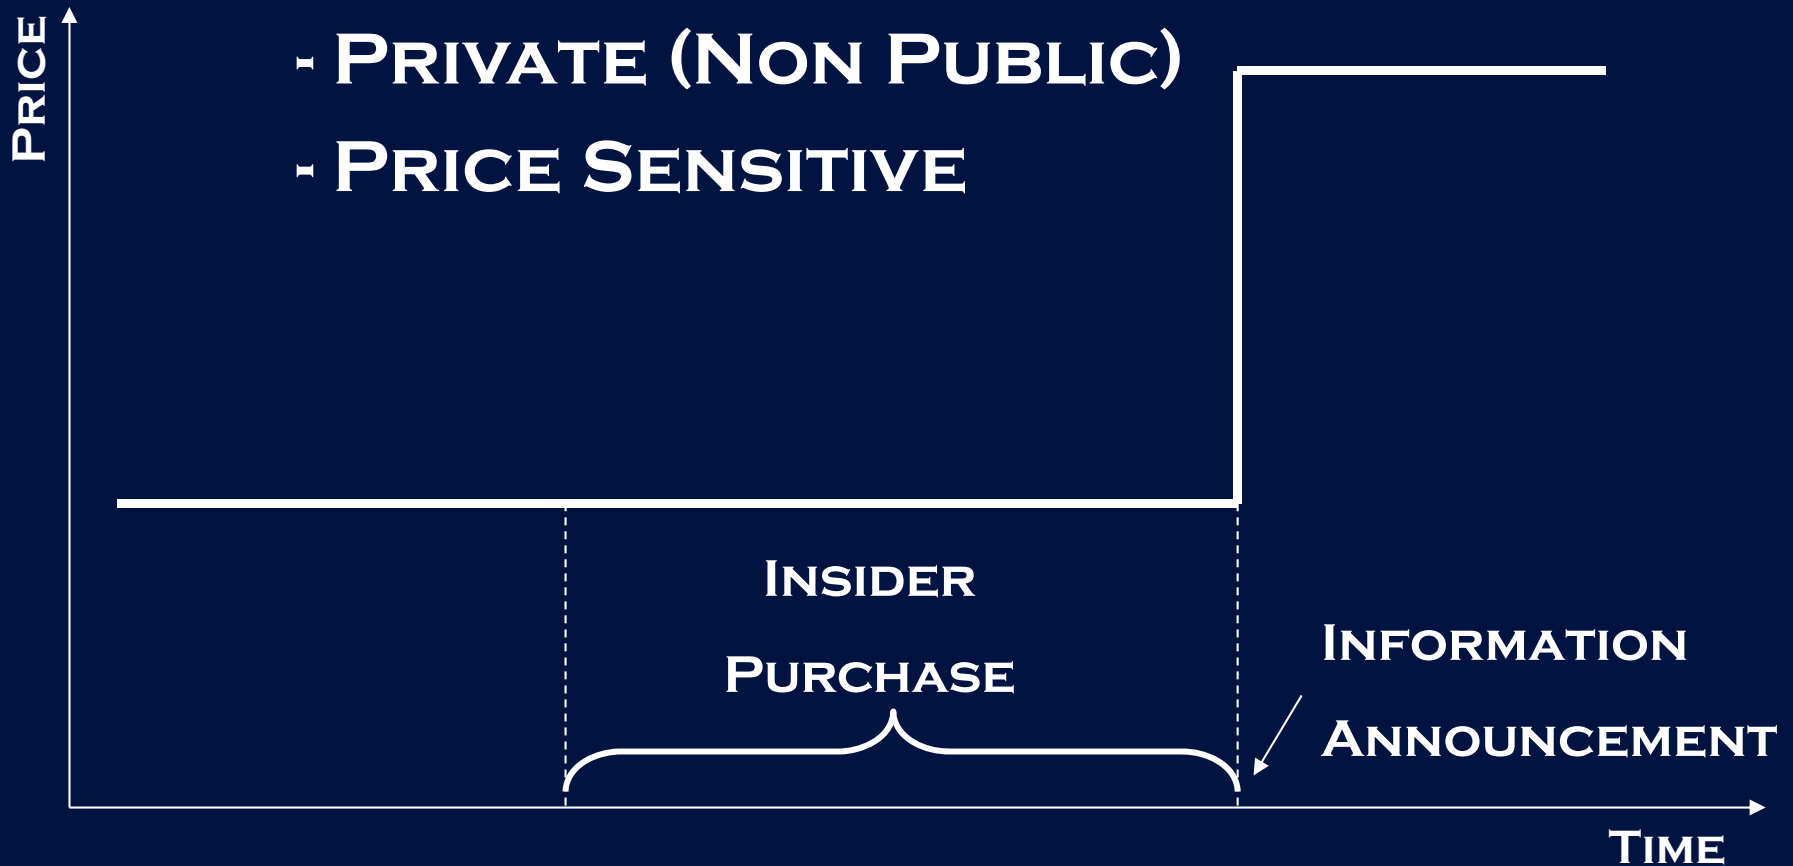 Price
- Private (Non Public)
- Price Sensitive
Insider
Purchase
Information
Announcement
Time